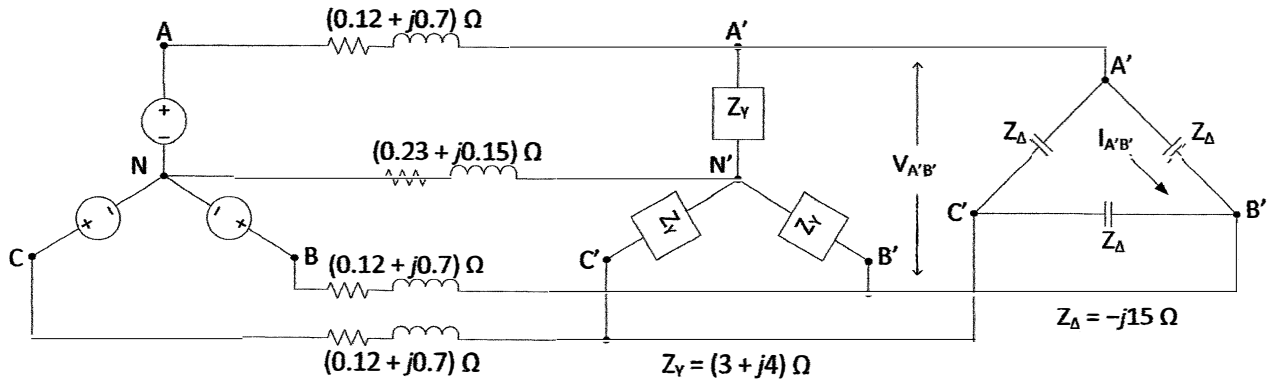 (0.12 + j0.7) Ω
A
A′
A′
+
−
Z_Y
Z_Δ
I_A′B′
Z_Δ
N
(0.23 + j0.15) Ω
N′
V_A′B′
+ −
− +
Z_Y
Z_Y
C′
B′
Z_Δ
C
B
(0.12 + j0.7) Ω
C′
B′
Z_Δ = −j15 Ω
(0.12 + j0.7) Ω
Z_Y = (3 + j4) Ω